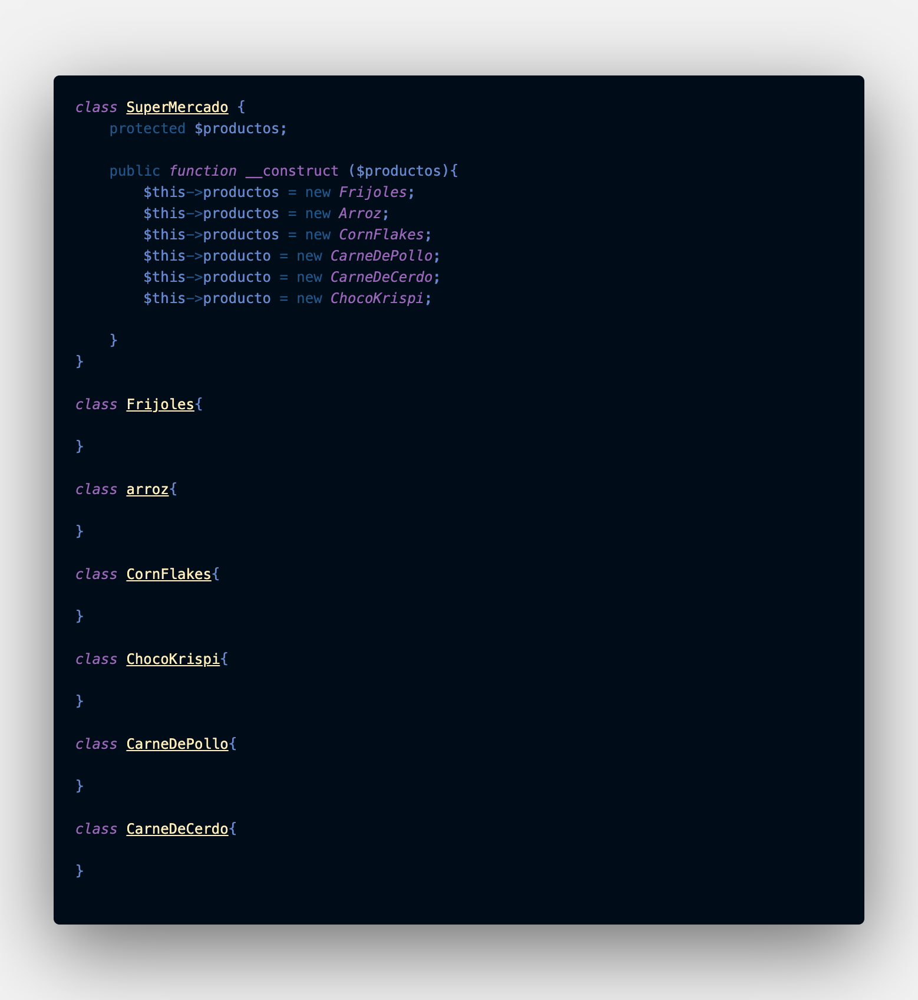 class SuperMercado {
    protected $productos;

    public function __construct ($productos){
        $this->productos = new Frijoles;
        $this->productos = new Arroz;
        $this->productos = new CornFlakes;
        $this->producto = new CarneDePollo;
        $this->producto = new CarneDeCerdo;
        $this->producto = new ChocoKrispi;

    }
}

class Frijoles{

}

class arroz{

}

class CornFlakes{

}

class ChocoKrispi{

}

class CarneDePollo{

}

class CarneDeCerdo{

}